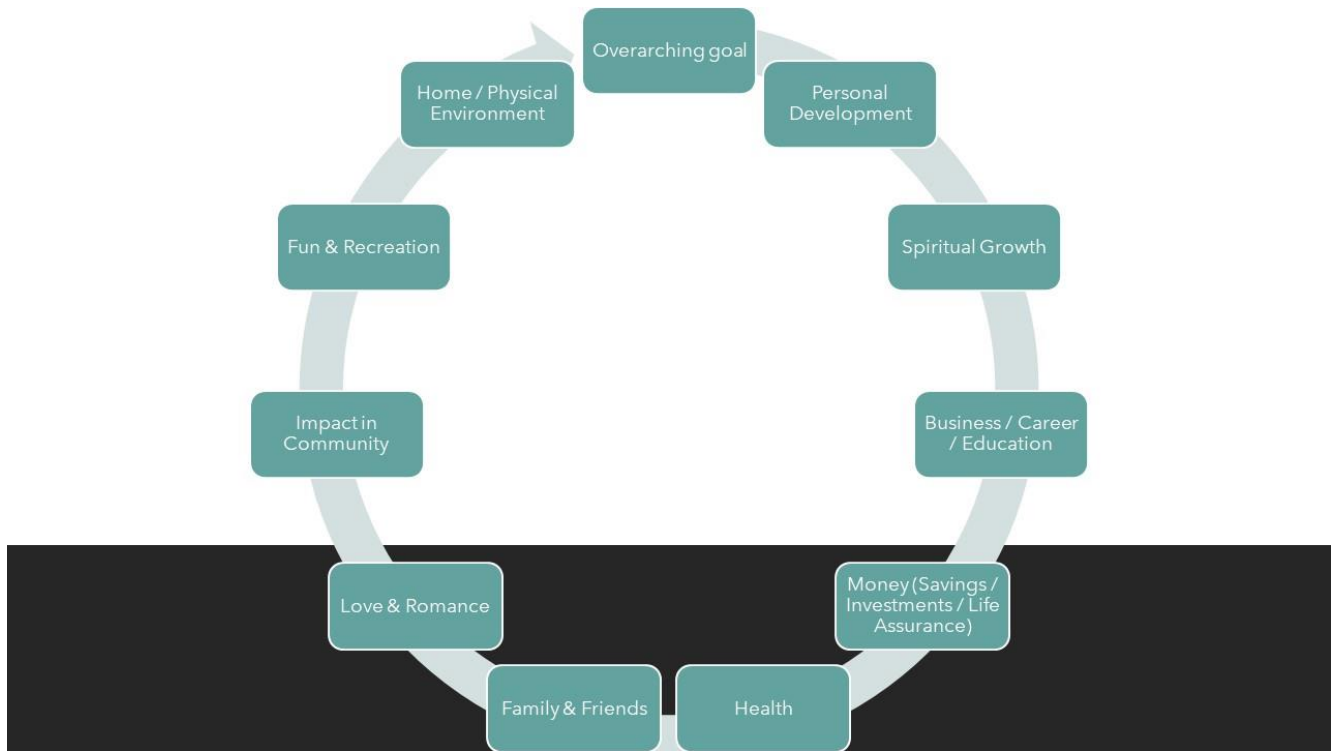 Overarching goal
Personal
Development
Spiritual Growth
Business / Career
/ Education
Money (Savings /
Investments / Life
Assurance)
Health
Family & Friends
Love & Romance
Impact in
Community
Fun & Recreation
Home / Physical
Environment